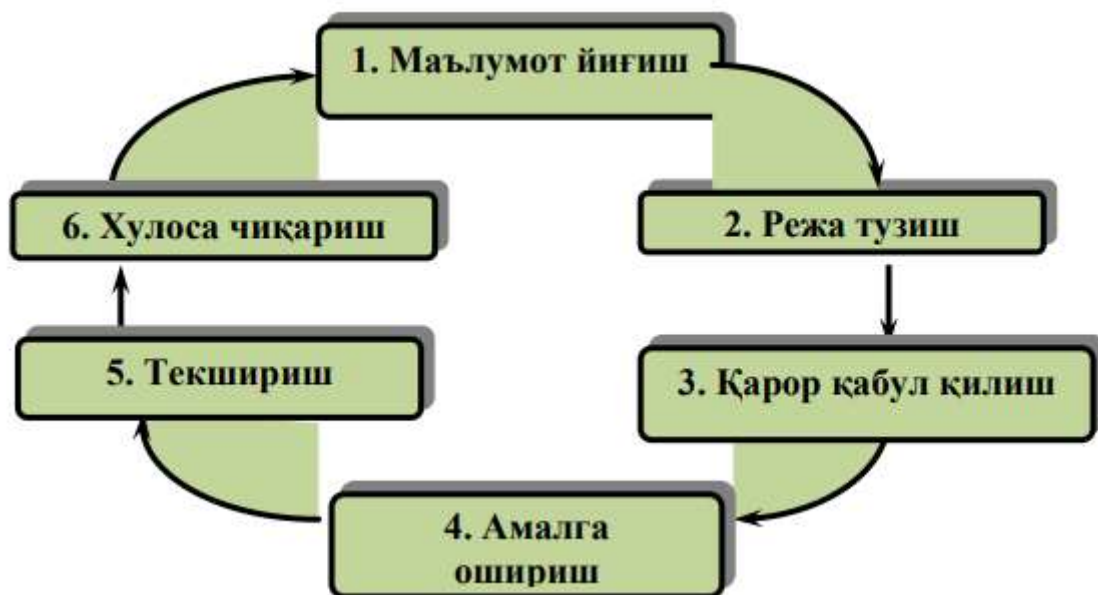 1. Маълумот йиғиш
2. Режа тузиш
3. Қарор қабул қилиш
4. Амалга
ошириш
5. Текшириш
6. Хулоса чиқариш